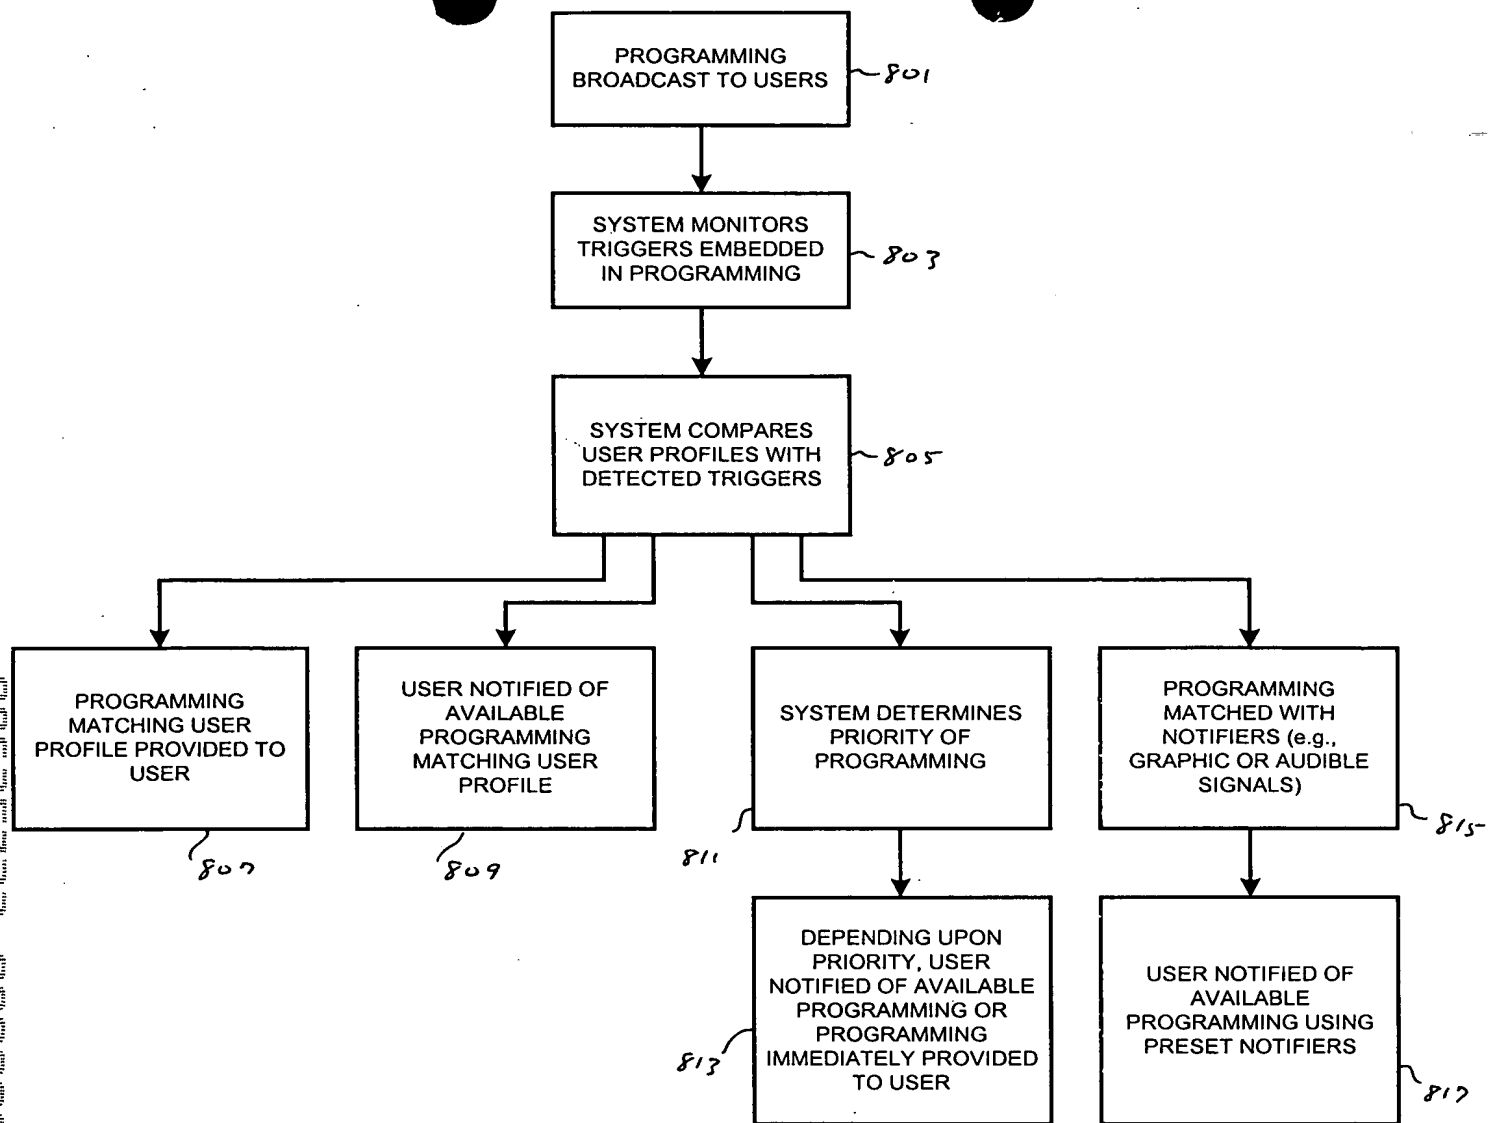 PROGRAMMING
BROADCAST TO USERS
801
SYSTEM MONITORS
TRIGGERS EMBEDDED
IN PROGRAMMING
803
SYSTEM COMPARES
USER PROFILES WITH
DETECTED TRIGGERS
805
PROGRAMMING
MATCHING USER
PROFILE PROVIDED TO
USER
807
USER NOTIFIED OF
AVAILABLE
PROGRAMMING
MATCHING USER
PROFILE
809
SYSTEM DETERMINES
PRIORITY OF
PROGRAMMING
811
PROGRAMMING
MATCHED WITH
NOTIFIERS (e.g.,
GRAPHIC OR AUDIBLE
SIGNALS)
815
DEPENDING UPON
PRIORITY, USER
NOTIFIED OF AVAILABLE
PROGRAMMING OR
PROGRAMMING
IMMEDIATELY PROVIDED
TO USER
813
USER NOTIFIED OF
AVAILABLE
PROGRAMMING USING
PRESET NOTIFIERS
817